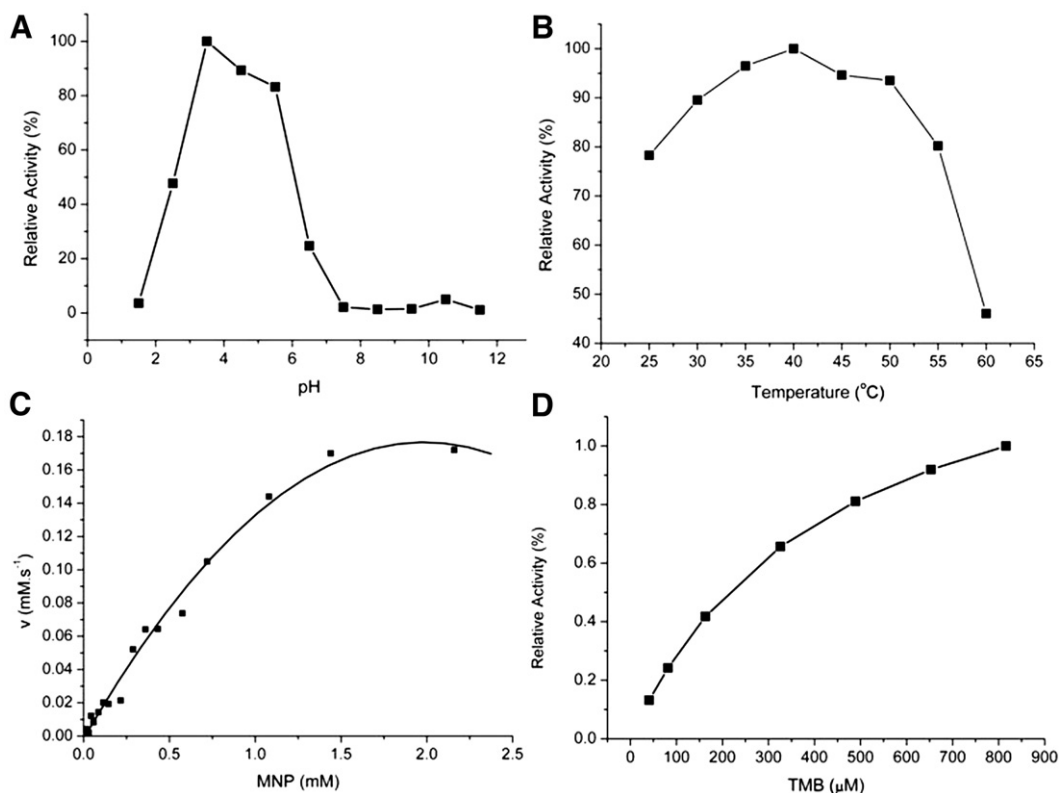 A
100
80
60
40
20
0
Relative Activity (%)
0 2 4 6 8 10 12
pH
B
100
90
80
70
60
50
40
Relative Activity (%)
20 25 30 35 40 45 50 55 60 65
Temperature (°C)
C
0.18
0.16
0.14
0.12
0.10
0.08
0.06
0.04
0.02
0.00
v (mM.s⁻¹)
0.0 0.5 1.0 1.5 2.0 2.5
MNP (mM)
D
1.0
0.8
0.6
0.4
0.2
0.0
Relative Activity (%)
0 100 200 300 400 500 600 700 800 900
TMB (µM)